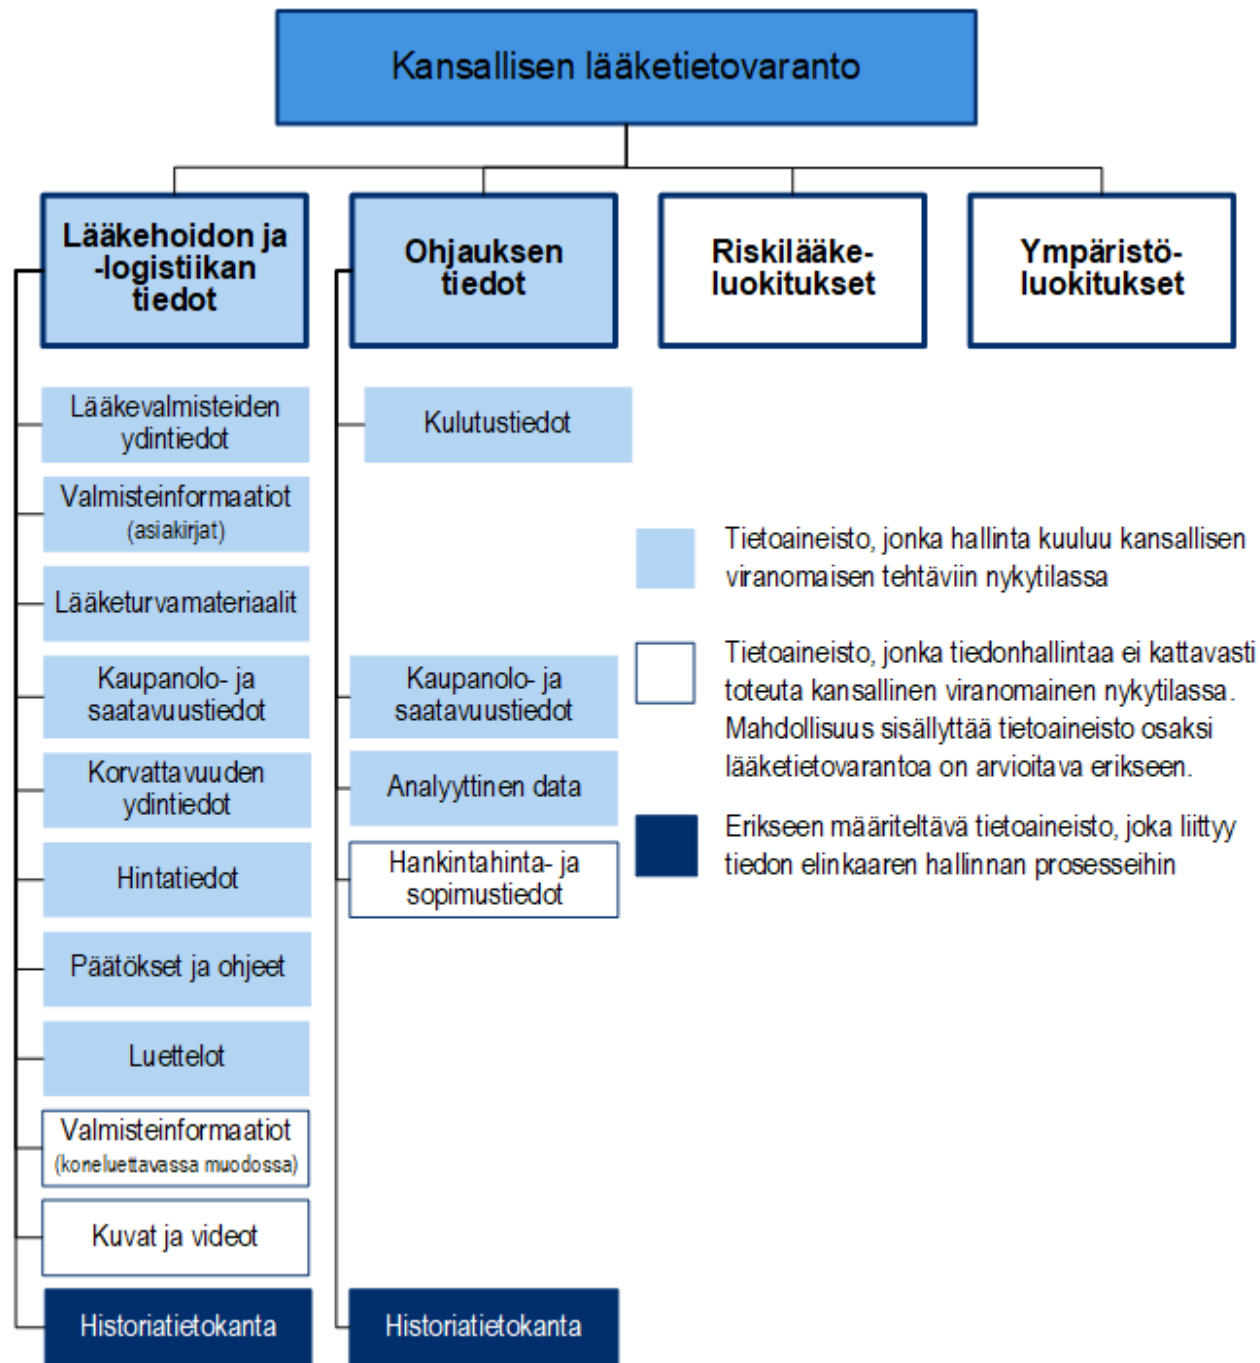 Kansallisen lääketietovaranto
Lääkehoidon ja
-logistiikan
tiedot
Ohjauksen
tiedot
Riskilääke-
luokitukset
Ympäristö-
luokitukset
Lääkevalmisteiden
ydintiedot
Valmisteinformaatiot
(asiakirjat)
Lääketurvamateriaalit
Kaupanolo- ja
saatavuustiedot
Korvattavuuden
ydintiedot
Hintatiedot
Päätökset ja ohjeet
Luettelot
Valmisteinformaatiot
(koneluettavassa muodossa)
Kuvat ja videot
Historiatietokanta
Kulutustiedot
Kaupanolo- ja
saatavuustiedot
Analyyttinen data
Hankintahinta- ja
sopimustiedot
Historiatietokanta
Tietoaineisto, jonka hallinta kuuluu kansallisen
viranomaisen tehtäviin nykytilassa
Tietoaineisto, jonka tiedonhallintaa ei kattavasti
toteuta kansallinen viranomainen nykytilassa.
Mahdollisuus sisällyttää tietoaineisto osaksi
lääketietovarantoa on arvioitava erikseen.
Erikseen määriteltävä tietoaineisto, joka liittyy
tiedon elinkaaren hallinnan prosesseihin